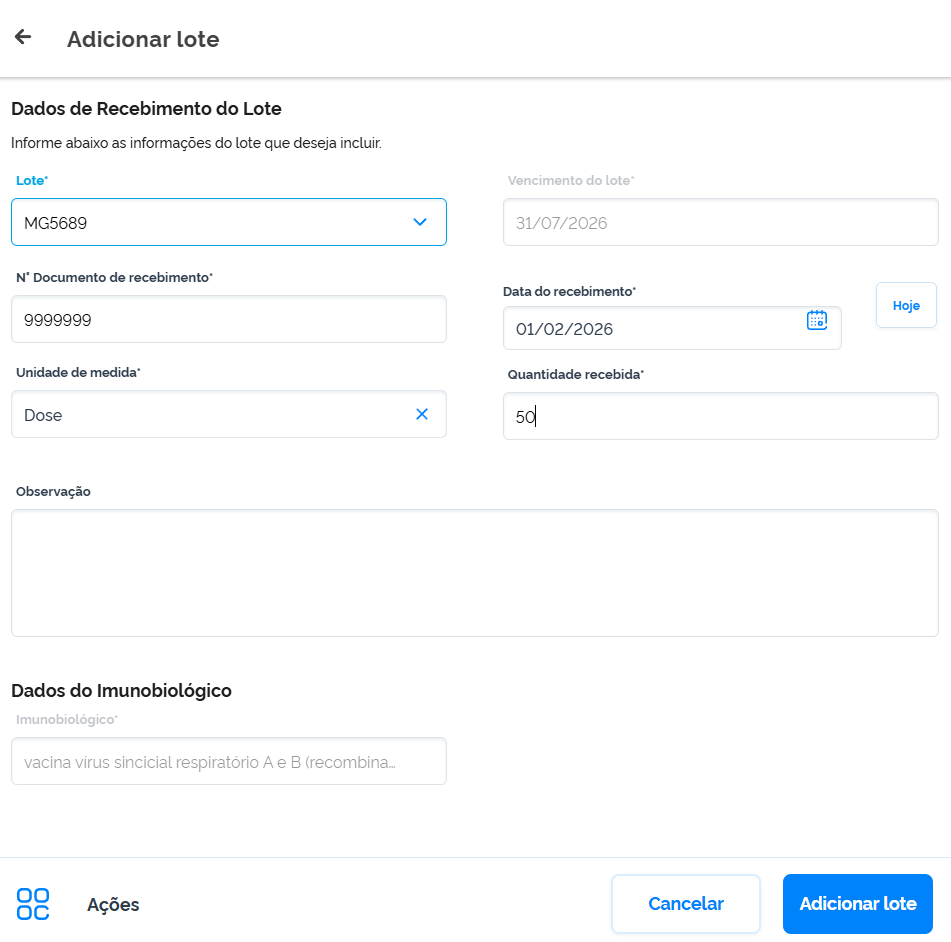 Adicionar lote
Dados de Recebimento do Lote
Informe abaixo as informações do lote que deseja incluir.
Lote*
Vencimento do lote*
MG5689
31/07/2026
N° Documento de recebimento*
Data do recebimento*
Hoje
9999999
01/02/2026
Unidade de medida*
Quantidade recebida*
Dose
50
Observação
Dados do Imunobiológico
Imunobiológico*
vacina vírus sincicial respiratório A e B (recombina...
Ações
Cancelar
Adicionar lote